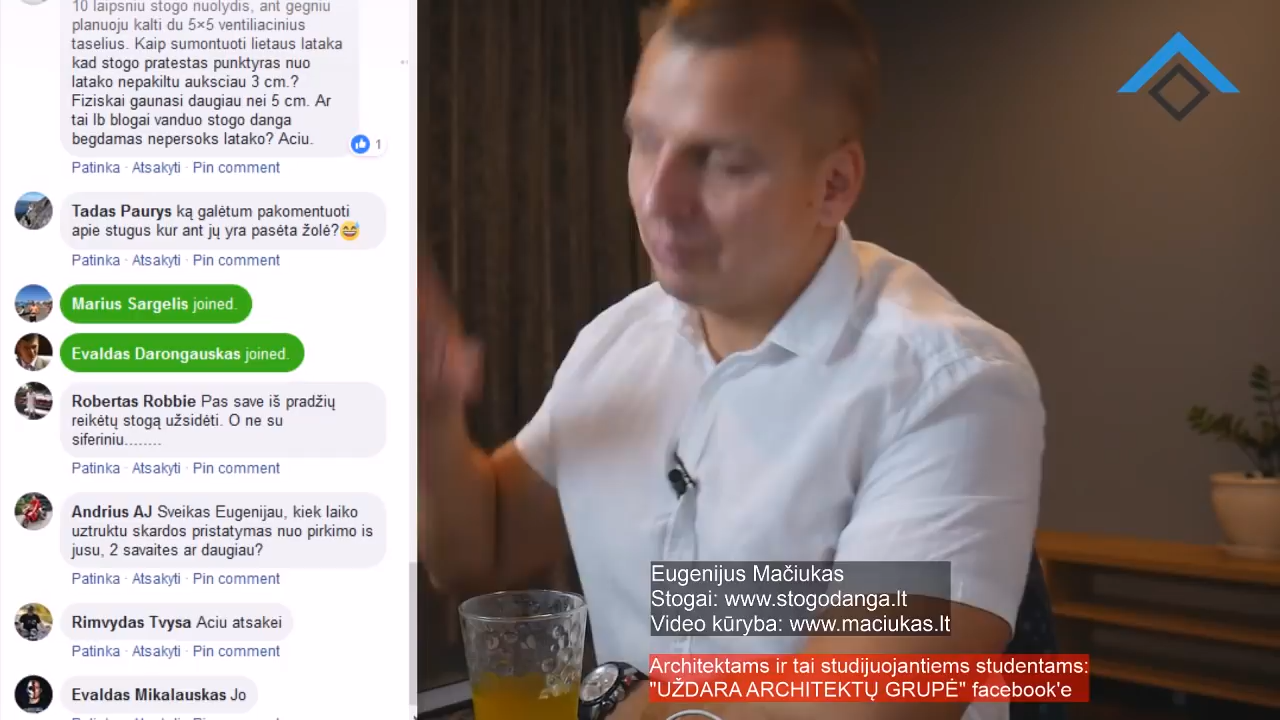 10 laipsniu stogo nuolydis, ant gegniu
planuoju kalti du 5×5 ventiliacinius
taselius. Kaip sumontuoti lietaus lataka
kad stogo pratestas punktyras nuo
latako nepakiltu auksciau 3 cm.?
Fiziskai gaunasi daugiau nei 5 cm. Ar
tai lb blogai vanduo stogo danga
begdamas nepersoks latako? Aciu.
1
Patinka · Atsakyti · Pin comment
Tadas Paurys ką galėtum pakomentuoti
apie stugus kur ant jų yra pasėta žolė?😅
Patinka · Atsakyti · Pin comment
Marius Sargelis joined.
Evaldas Darongauskas joined.
Robertas Robbie Pas save iš pradžių
reikėtų stogą užsidėti. O ne su
siferiniu........
Patinka · Atsakyti · Pin comment
Andrius AJ Sveikas Eugenijau, kiek laiko
uztruktu skardos pristatymas nuo pirkimo is
jusu, 2 savaites ar daugiau?
Patinka · Atsakyti · Pin comment
Rimvydas Tvysa Aciu atsakei
Patinka · Atsakyti · Pin comment
Evaldas Mikalauskas Jo
Eugenijus Mačiukas
Stogai: www.stogodanga.lt
Video kūryba: www.maciukas.lt
Architektams ir tai studijuojantiems studentams:
"UŽDARA ARCHITEKTŲ GRUPĖ" facebook'e